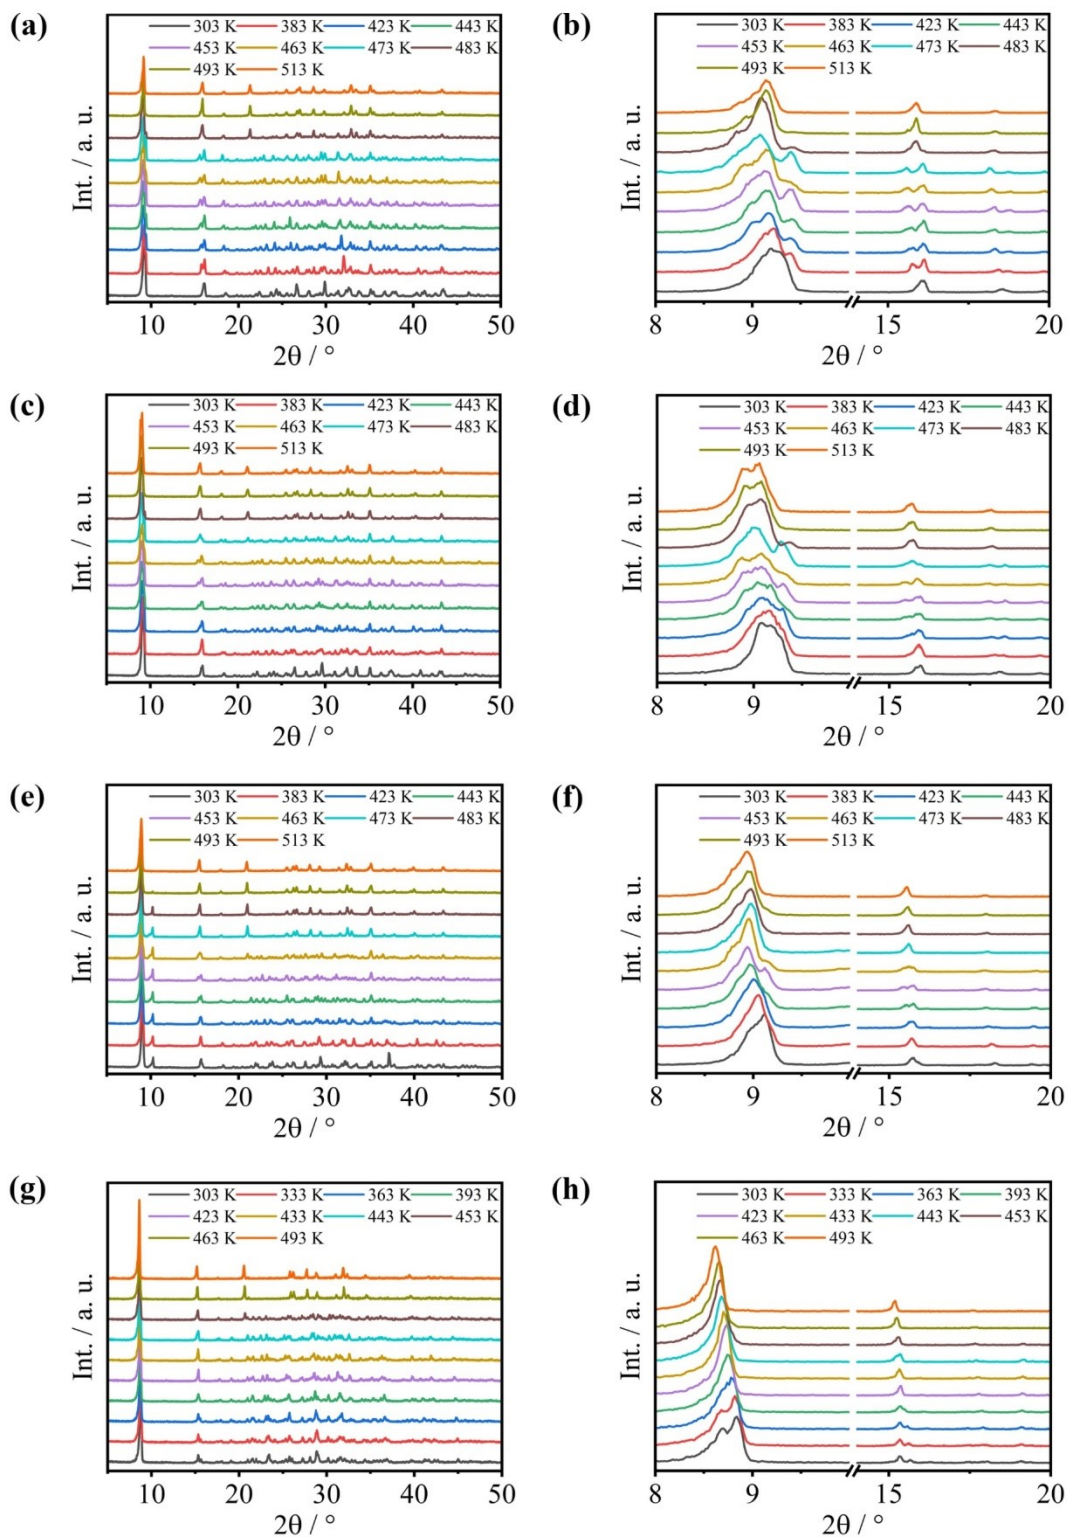 (a)
303 K 383 K 423 K 443 K
453 K 463 K 473 K 483 K
493 K 513 K
Int. / a. u.
10 20 30 40 50
2θ / °
(b)
303 K 383 K 423 K 443 K
453 K 463 K 473 K 483 K
493 K 513 K
Int. / a. u.
8 9 15 20
2θ / °
(c)
303 K 383 K 423 K 443 K
453 K 463 K 473 K 483 K
493 K 513 K
Int. / a. u.
10 20 30 40 50
2θ / °
(d)
303 K 383 K 423 K 443 K
453 K 463 K 473 K 483 K
493 K 513 K
Int. / a. u.
8 9 15 20
2θ / °
(e)
303 K 383 K 423 K 443 K
453 K 463 K 473 K 483 K
493 K 513 K
Int. / a. u.
10 20 30 40 50
2θ / °
(f)
303 K 383 K 423 K 443 K
453 K 463 K 473 K 483 K
493 K 513 K
Int. / a. u.
8 9 15 20
2θ / °
(g)
303 K 333 K 363 K 393 K
423 K 433 K 443 K 453 K
463 K 493 K
Int. / a. u.
10 20 30 40 50
2θ / °
(h)
303 K 333 K 363 K 393 K
423 K 433 K 443 K 453 K
463 K 493 K
Int. / a. u.
8 9 15 20
2θ / °